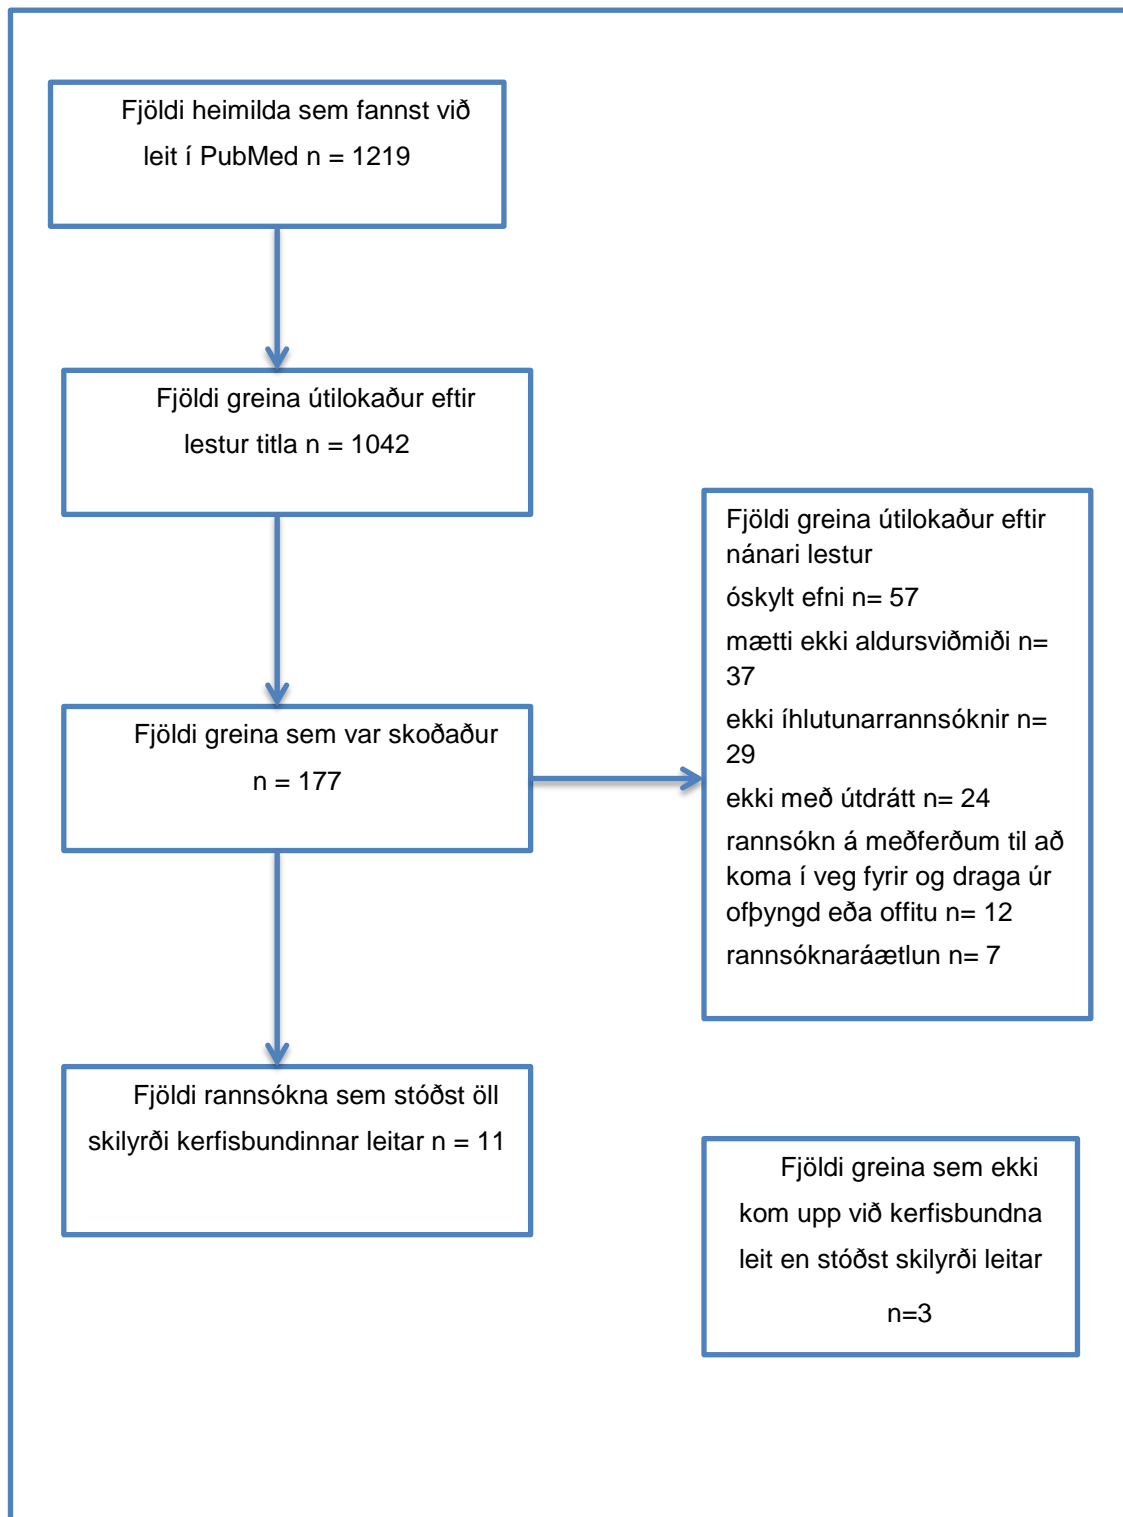 Fjöldi heimilda sem fannst við
leit í PubMed n = 1219
Fjöldi greina útilokaður eftir
lestur titla n = 1042
Fjöldi greina sem var skoðaður
n = 177
Fjöldi greina útilokaður eftir
nánari lestur
óskylt efni n= 57
mætti ekki aldursviðmiði n=
37
ekki íhlutunarrannsóknir n=
29
ekki með útdrátt n= 24
rannsókn á meðferðum til að
koma í veg fyrir og draga úr
ofþyngd eða offitu n= 12
rannsóknaráætlun n= 7
Fjöldi rannsókna sem stóðst öll
skilyrði kerfisbundinnar leitar n = 11
Fjöldi greina sem ekki
kom upp við kerfisbundna
leit en stóðst skilyrði leitar
n=3